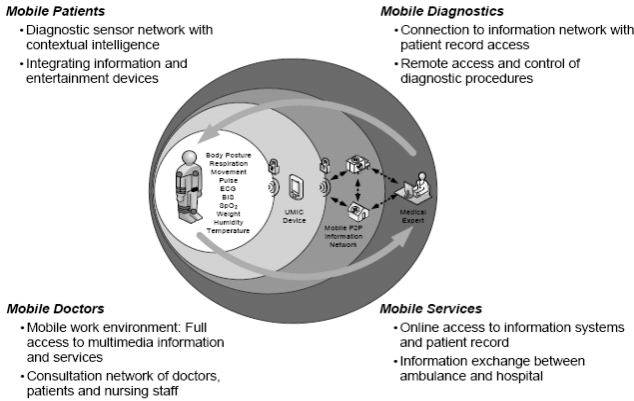 Mobile Patients
• Diagnostic sensor network with
contextual intelligence
• Integrating information and
entertainment devices
Mobile Diagnostics
• Connection to information network with
patient record access
• Remote access and control of
diagnostic procedures
Body Posture
Respiration
Movement
Pulse
ECG
BIS
SpO₂
Weight
Humidity
Temperature
UMIC
Device
Mobile P2P
Information
Network
Medical
Expert
Mobile Doctors
• Mobile work environment: Full
access to multimedia information
and services
• Consultation network of doctors,
patients and nursing staff
Mobile Services
• Online access to information systems
and patient record
• Information exchange between
ambulance and hospital